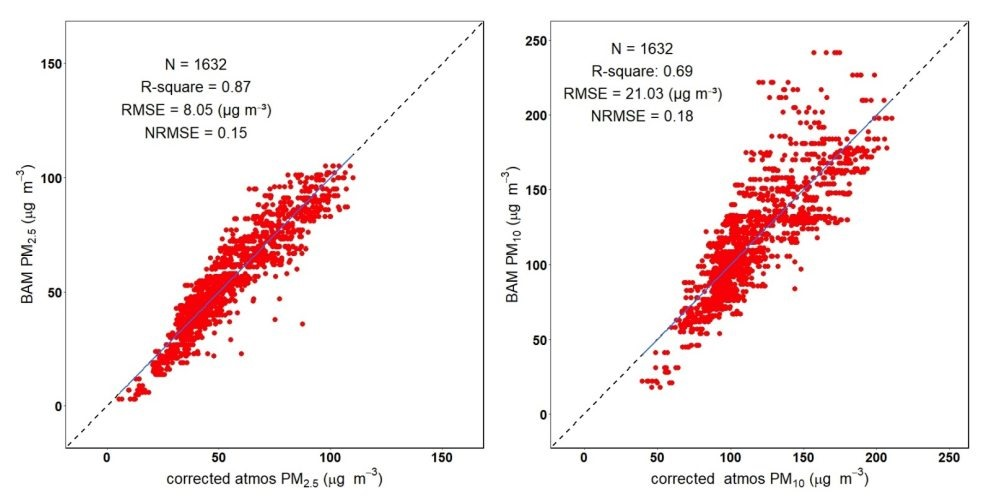 N = 1632
R-square = 0.87
RMSE = 8.05 (µg m⁻³)
NRMSE = 0.15
150
100
50
0
BAM PM₂.₅ (µg m⁻³)
0
50
100
150
corrected atmos PM₂.₅ (µg m⁻³)
N = 1632
R-square: 0.69
RMSE = 21.03 (µg m⁻³)
NRMSE = 0.18
250
200
150
100
50
0
BAM PM₁₀ (µg m⁻³)
0
50
100
150
200
250
corrected atmos PM₁₀ (µg m⁻³)